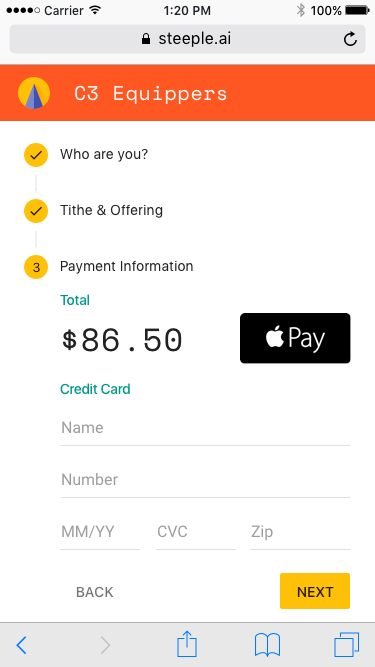 Carrier 1:20 PM 100%
steeple.ai
C3 Equippers
Who are you?
Tithe & Offering
3 Payment Information
Total
$86.50 Pay
Credit Card
Name
Number
MM/YY CVC Zip
BACK NEXT